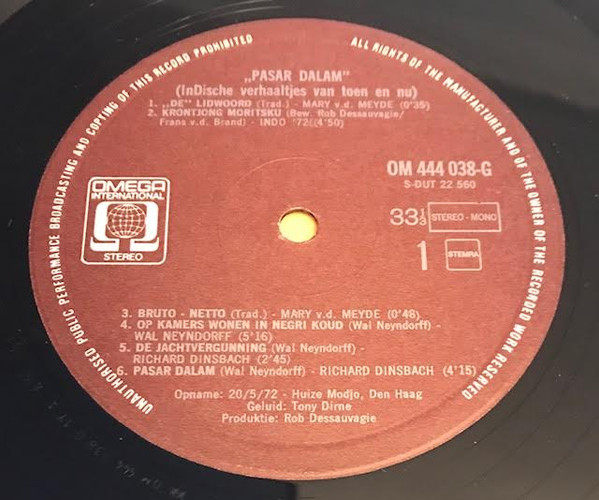 UNAUTHORISED PUBLIC PERFORMANCE BROADCASTING AND COPYING OF THIS RECORD PROHIBITED
ALL RIGHTS OF THE MANUFACTURER AND OF THE OWNER OF THE RECORDED WORK RESERVED
„PASAR DALAM"
(InDische verhaaltjes van toen en nu)
1. „DE" LIDWOORD (Trad.) - MARY v.d. MEYDE (0'35)
2. KRONTJONG MORITSKU (Bew. Rob Dessauvagie/
Frans v.d. Brand) - INDO '72 (4'50)
OMEGA
INTERNATIONAL
STEREO
OM 444 038-G
S-DUT 22 560
33⅓ STEREO-MONO
1 STEMRA
3. BRUTO - NETTO (Trad.) - MARY v.d. MEYDE (0'48)
4. OP KAMERS WONEN IN NEGRI KOUD (Wal Neyndorff) -
WAL NEYNDORFF (5'16)
5. DE JACHTVERGUNNING (Wal Neyndorff) -
RICHARD DINSBACH (2'45)
6. PASAR DALAM (Wal Neyndorff) - RICHARD DINSBACH (4'15)
Opname: 20/5/72 - Huize Modjo, Den Haag
Geluid: Tony Dirne
Produktie: Rob Dessauvagie